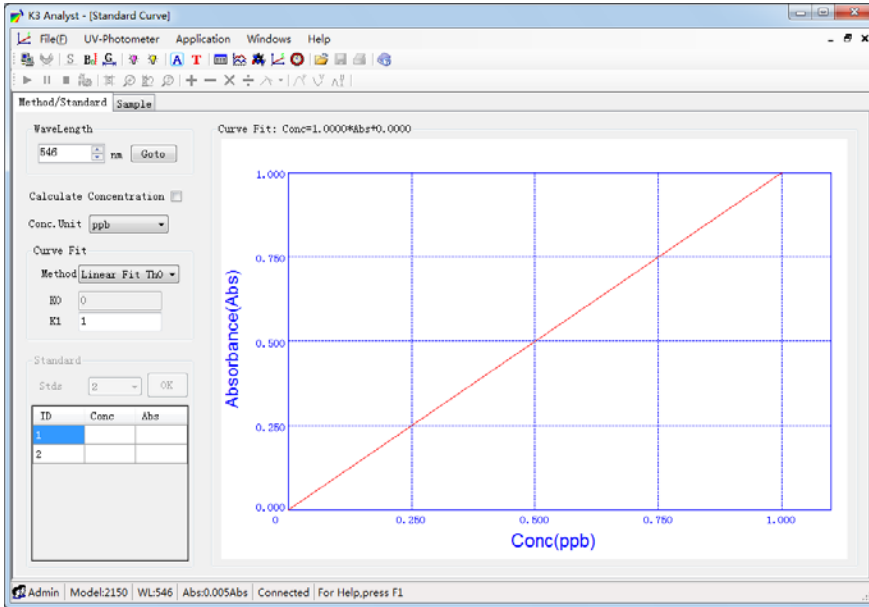 K3 Analyst - [Standard Curve]
File(F) UV-Photometer Application Windows Help
Method/Standard Sample
WaveLength
546 nm Goto
Calculate Concentration
Conc.Unit ppb
Curve Fit
Method Linear Fit Th0
K0 0
K1 1
Standard
Stds 2 OK
ID Conc Abs
1
2
Curve Fit: Conc=1.0000*Abs+0.0000
1.000
0.750
0.500
0.250
0.000
Absorbance(Abs)
0 0.250 0.500 0.750 1.000
Conc(ppb)
Admin Model:2150 WL:546 Abs:0.005Abs Connected For Help,press F1